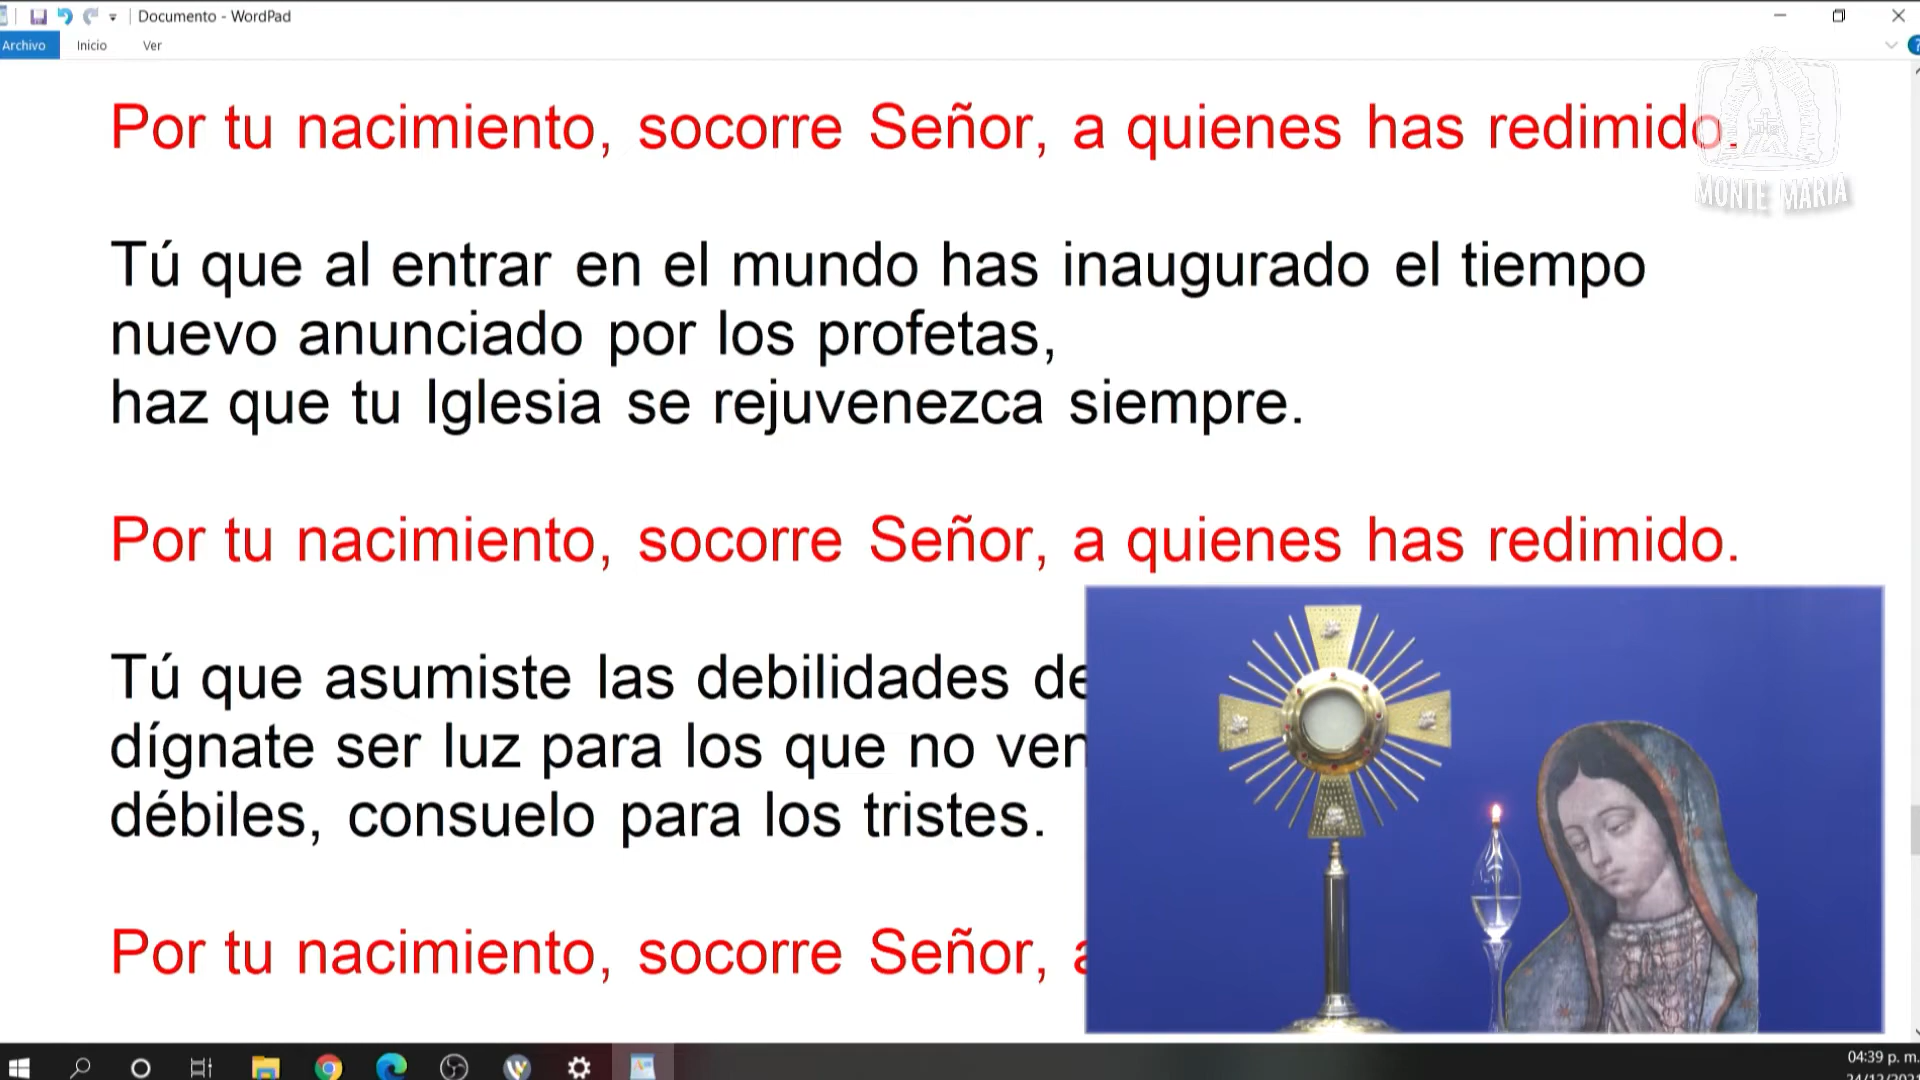 Documento - WordPad
Archivo Inicio Ver
Por tu nacimiento, socorre Señor, a quienes has redimido.
MONTE MARIA
Tú que al entrar en el mundo has inaugurado el tiempo
nuevo anunciado por los profetas,
haz que tu Iglesia se rejuvenezca siempre.
Por tu nacimiento, socorre Señor, a quienes has redimido.
Tú que asumiste las debilidades de
dígnate ser luz para los que no ven
débiles, consuelo para los tristes.
Por tu nacimiento, socorre Señor, a
04:39 p. m.